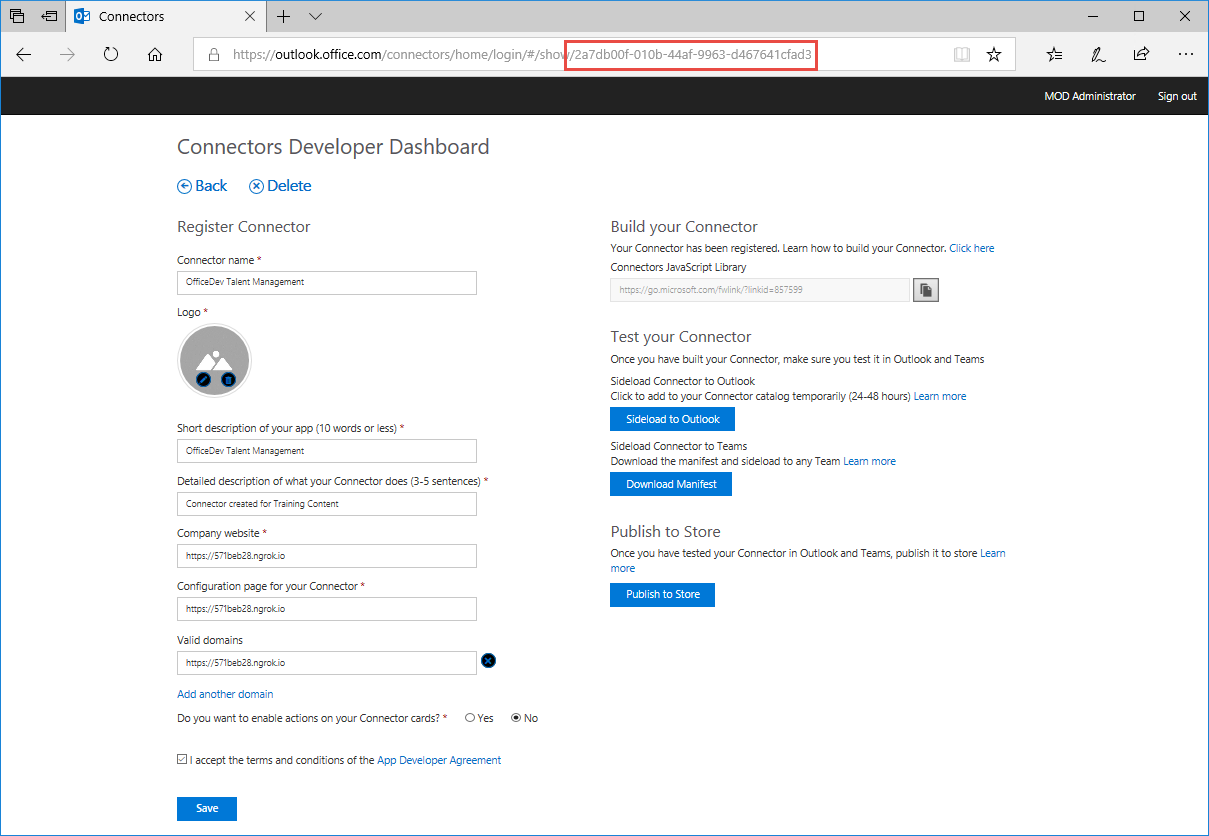 Connectors
https://outlook.office.com/connectors/home/login/#/show/2a7db00f-010b-44af-9963-d467641cfad3
MOD Administrator Sign out
Connectors Developer Dashboard
Back Delete
Register Connector
Connector name *
OfficeDev Talent Management
Logo *
Short description of your app (10 words or less) *
OfficeDev Talent Management
Detailed description of what your Connector does (3-5 sentences) *
Connector created for Training Content
Company website *
https://571beb28.ngrok.io
Configuration page for your Connector *
https://571beb28.ngrok.io
Valid domains
https://571beb28.ngrok.io
Add another domain
Do you want to enable actions on your Connector cards? * Yes No
I accept the terms and conditions of the App Developer Agreement
Save
Build your Connector
Your Connector has been registered. Learn how to build your Connector. Click here
Connectors JavaScript Library
https://go.microsoft.com/fwlink/?linkid=857599
Test your Connector
Once you have built your Connector, make sure you test it in Outlook and Teams
Sideload Connector to Outlook
Click to add to your Connector catalog temporarily (24-48 hours) Learn more
Sideload to Outlook
Sideload Connector to Teams
Download the manifest and sideload to any Team Learn more
Download Manifest
Publish to Store
Once you have tested your Connector in Outlook and Teams, publish it to store Learn
more
Publish to Store